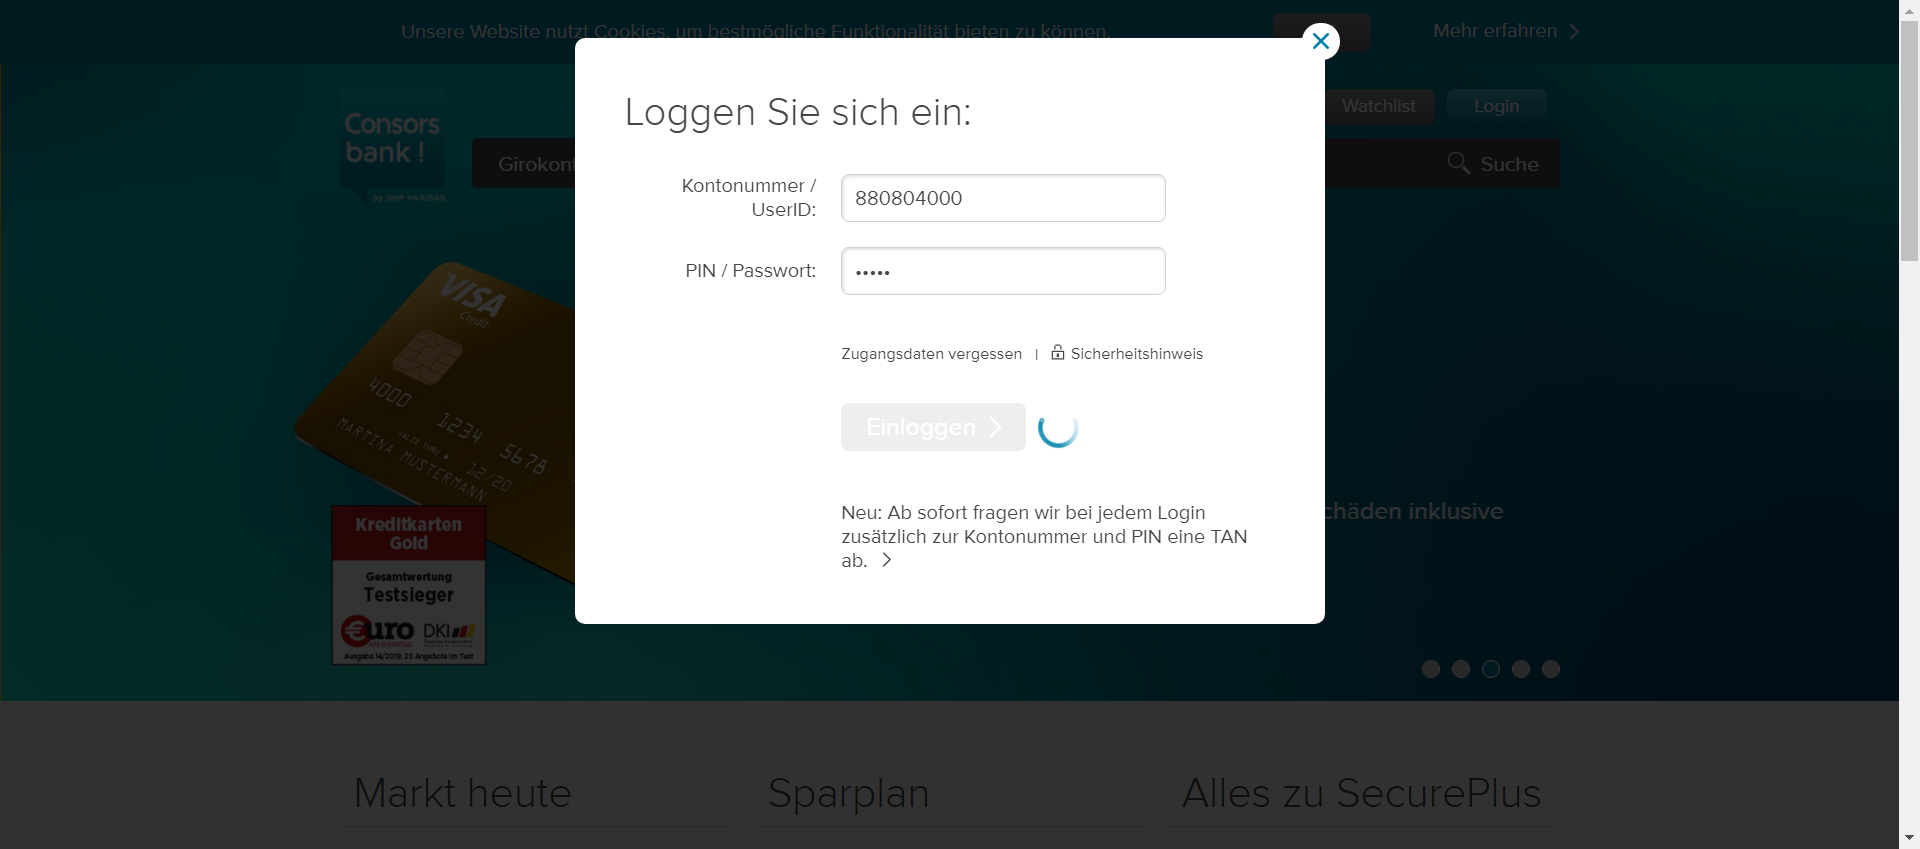 Unsere Website nutzt Cookies, um bestmögliche Funktionalität bieten zu können.
Mehr erfahren
Watchlist
Login
Consors
bank!
by BNP PARIBAS
Suche
Loggen Sie sich ein:
Kontonummer /
UserID:
880804000
PIN / Passwort:
•••••
Zugangsdaten vergessen | Sicherheitshinweis
Einloggen
Neu: Ab sofort fragen wir bei jedem Login
zusätzlich zur Kontonummer und PIN eine TAN
ab.
VISA
Credit
4000 1234 5678
VALID THRU 12/20
MARTINA MUSTERMANN
Kreditkarten
Gold
Gesamtwertung
Testsieger
€uro
AM SONNTAG
DKI
Ausgabe 14/2019, 23 Angebote im Test
inklusive
Markt heute
Sparplan
Alles zu SecurePlus